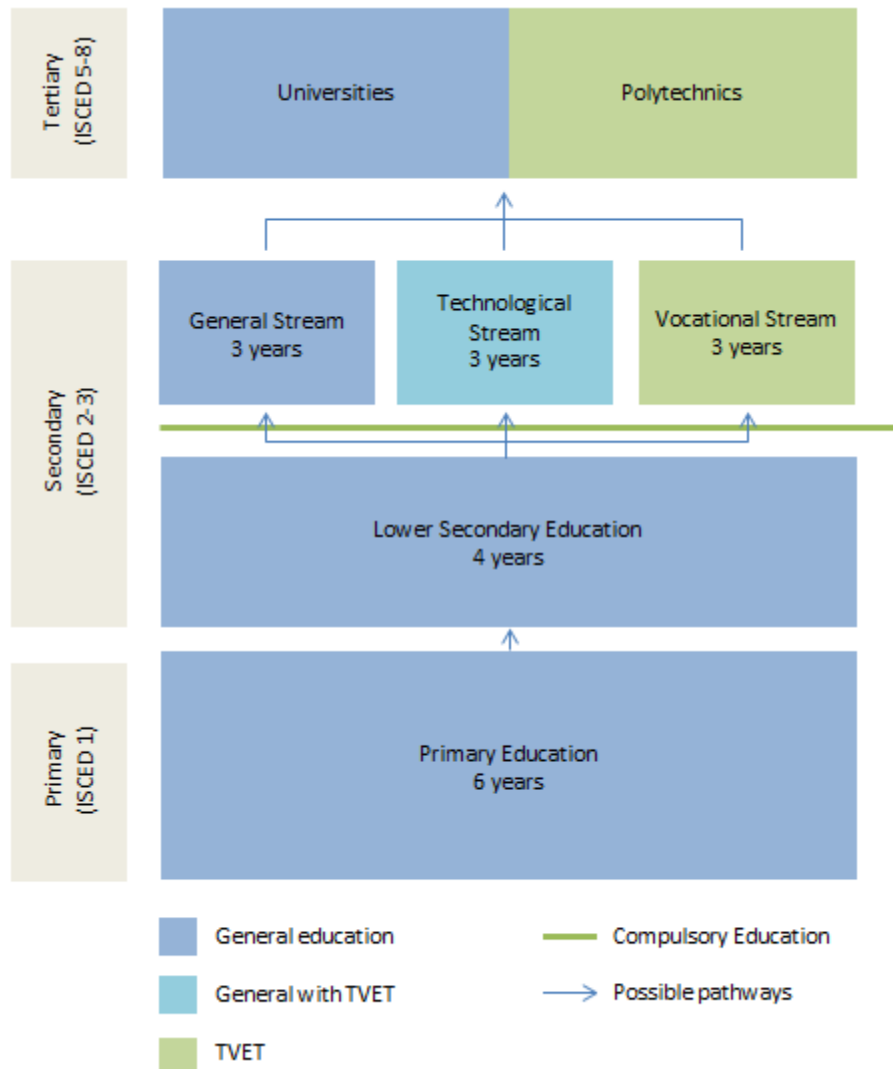 Tertiary
(ISCED 5-8)
Universities
Polytechnics
Secondary
(ISCED 2-3)
General Stream
3 years
Technological
Stream
3 years
Vocational Stream
3 years
Lower Secondary Education
4 years
Primary
(ISCED 1)
Primary Education
6 years
General education
Compulsory Education
General with TVET
Possible pathways
TVET